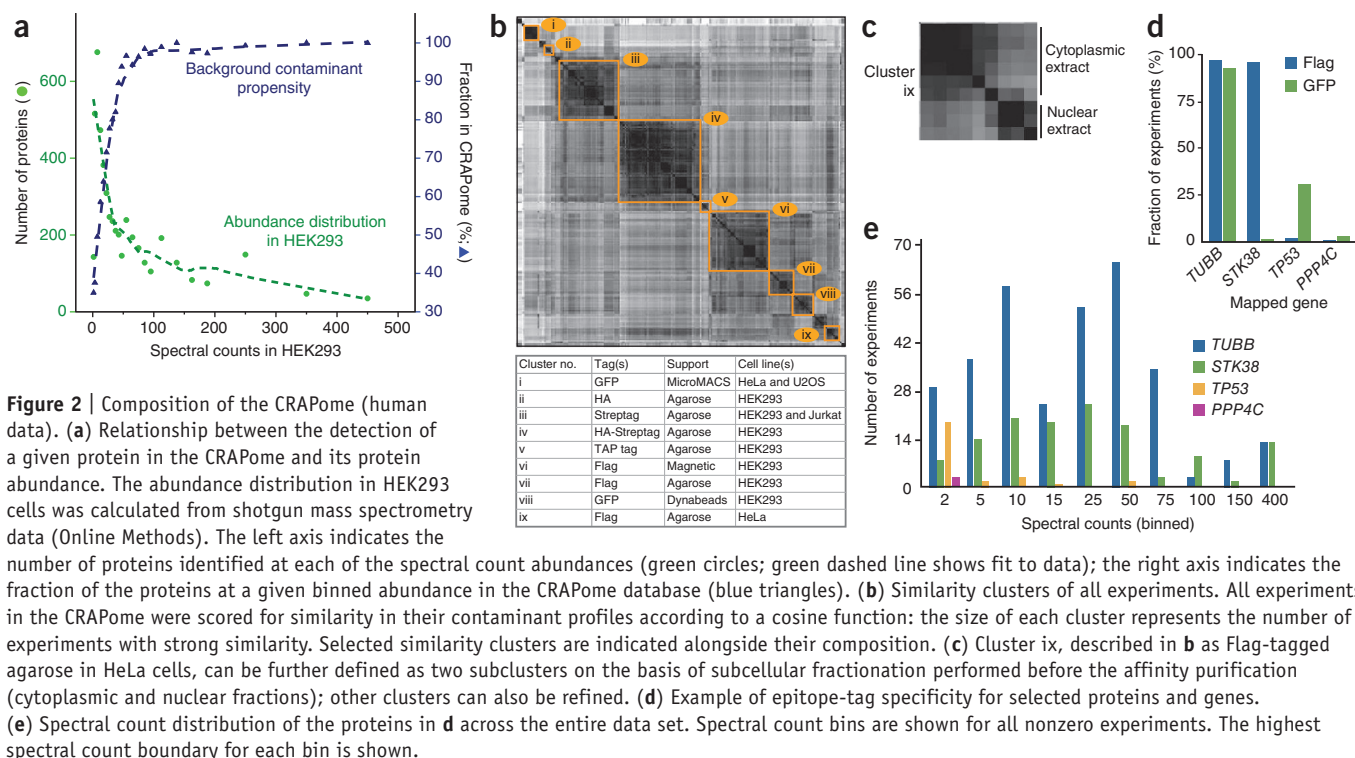 a
Number of proteins ( )
600
400
200
0
Background contaminant
propensity
Abundance distribution
in HEK293
100
90
80
70
60
50
40
30
Fraction in CRAPome (%; ▲)
0 100 200 300 400 500
Spectral counts in HEK293
b
i
ii
iii
iv
v
vi
vii
viii
ix
Cluster no. Tag(s) Support Cell line(s)
i GFP MicroMACS HeLa and U2OS
ii HA Agarose HEK293
iii Streptag Agarose HEK293 and Jurkat
iv HA-Streptag Agarose HEK293
v TAP tag Agarose HEK293
vi Flag Magnetic HEK293
vii Flag Agarose HEK293
viii GFP Dynabeads HEK293
ix Flag Agarose HeLa
c
Cluster
ix
Cytoplasmic
extract
Nuclear
extract
d
Fraction of experiments (%)
100
75
50
25
0
Flag
GFP
TUBB STK38 TP53 PPP4C
Mapped gene
e
Number of experiments
70
56
42
28
14
0
TUBB
STK38
TP53
PPP4C
2 5 10 15 25 50 75 100 150 400
Spectral counts (binned)
Figure 2 | Composition of the CRAPome (human
data). (a) Relationship between the detection of
a given protein in the CRAPome and its protein
abundance. The abundance distribution in HEK293
cells was calculated from shotgun mass spectrometry
data (Online Methods). The left axis indicates the
number of proteins identified at each of the spectral count abundances (green circles; green dashed line shows fit to data); the right axis indicates the
fraction of the proteins at a given binned abundance in the CRAPome database (blue triangles). (b) Similarity clusters of all experiments. All experiments
in the CRAPome were scored for similarity in their contaminant profiles according to a cosine function: the size of each cluster represents the number of
experiments with strong similarity. Selected similarity clusters are indicated alongside their composition. (c) Cluster ix, described in b as Flag-tagged
agarose in HeLa cells, can be further defined as two subclusters on the basis of subcellular fractionation performed before the affinity purification
(cytoplasmic and nuclear fractions); other clusters can also be refined. (d) Example of epitope-tag specificity for selected proteins and genes.
(e) Spectral count distribution of the proteins in d across the entire data set. Spectral count bins are shown for all nonzero experiments. The highest
spectral count boundary for each bin is shown.